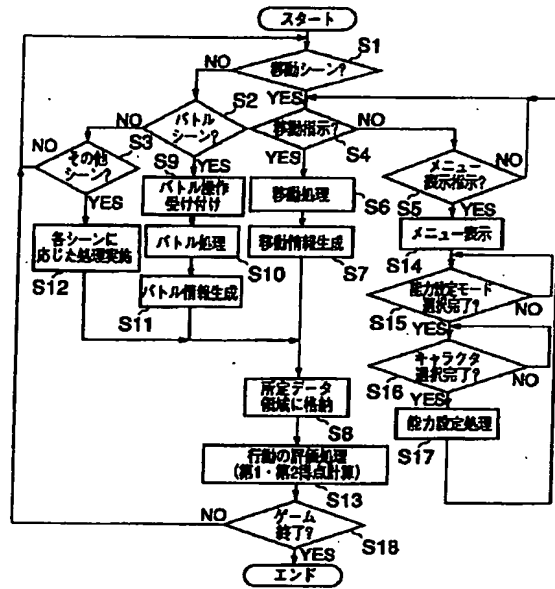 スタート
S1
NO
移動シーン?
YES
S2
NO
バトル
シーン?
YES
S3
NO
その他
シーン?
YES
移動指示?
NO
YES
S4
S9
バトル操作
受け付け
移動処理
S6
メニュー
表示指示?
NO
S5
YES
各シーンに
応じた処理実施
S12
バトル処理
S10
移動情報生成
S7
メニュー表示
S14
バトル情報生成
S11
能力設定モード
選択完了?
NO
S15
YES
キャラクタ
選択完了?
NO
S16
YES
所定データ
領域に格納
S8
能力設定処理
S17
行動の評価処理
(第1・第2得点計算)
S13
NO
ゲーム
終了?
S18
YES
エンド